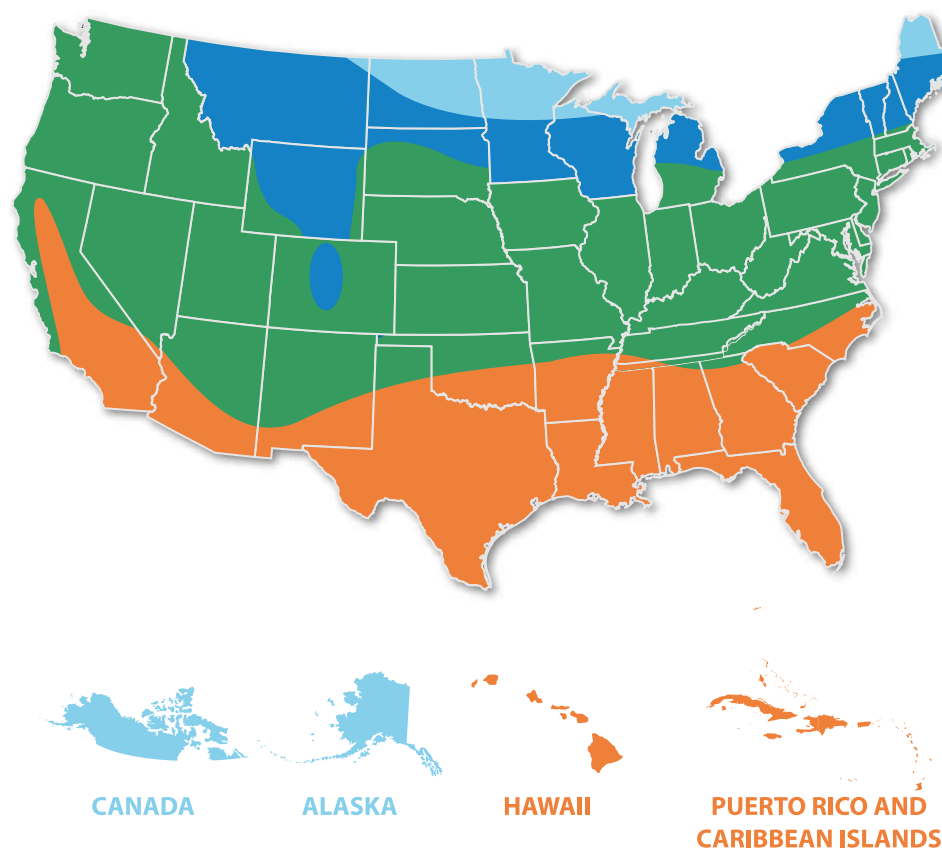 CANADA
ALASKA
HAWAII
PUERTO RICO AND
CARIBBEAN ISLANDS